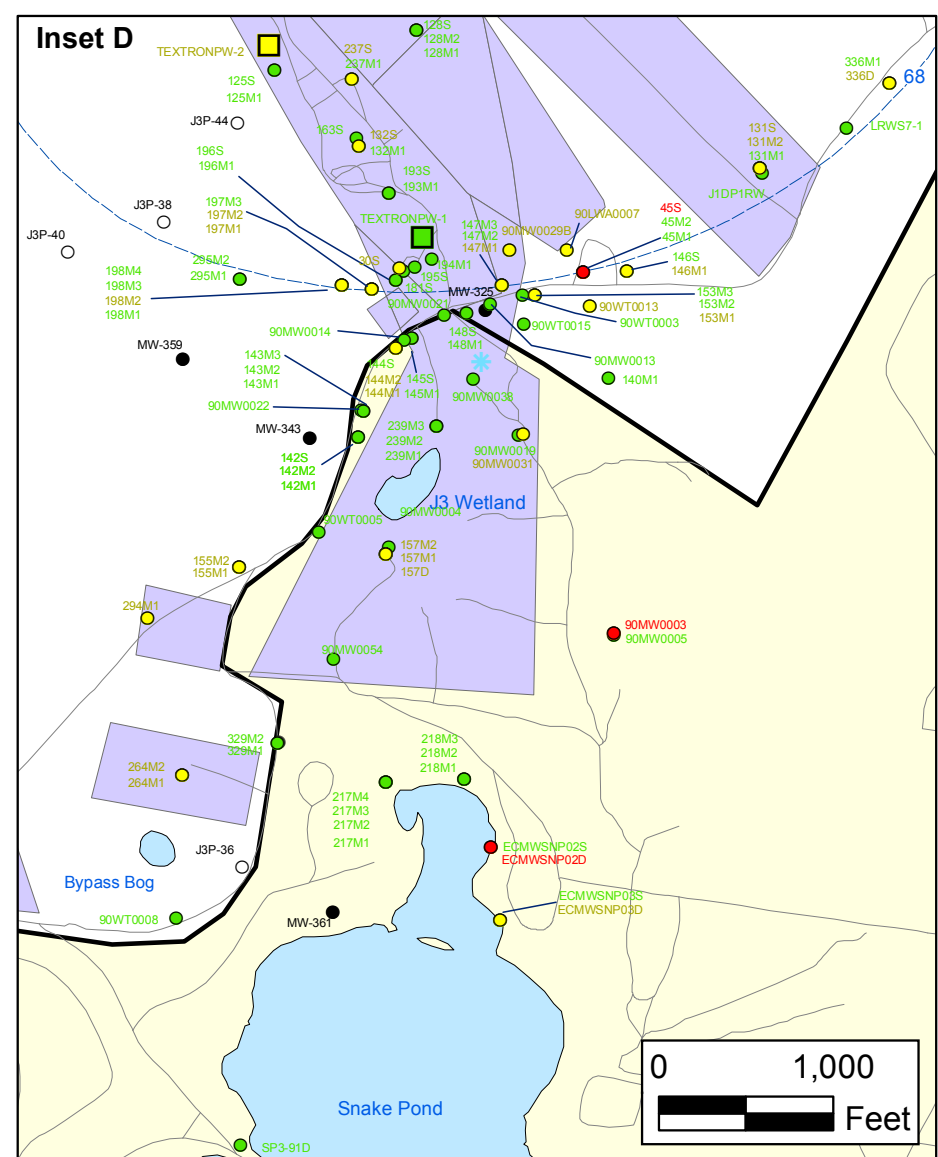 Inset D
128S
128M2
128M1
TEXTRONPW-2
237S
237M1
336M1
336D
68
125S
125M1
J3P-44
163S
132S
132M1
131S
131M2
131M1
LRWS7-1
196S
196M1
193S
193M1
J1DP1RW
197M3
197M2
197M1
J3P-38
TEXTRONPW-1
147M3
147M2
147M1
90MW0029B
90LWA0007
45S
45M2
45M1
J3P-40
295M2
295M1
30S
194M1
195S
181S
146S
146M1
198M4
198M3
198M2
198M1
MW-325
90MW0021
153M3
153M2
153M1
90WT0013
90WT0003
90WT0015
90MW0014
148S
148M1
MW-359
143M3
143M2
143M1
144S
144M2
144M1
145S
145M1
90MW0013
140M1
90MW0038
90MW0022
MW-343
239M3
239M2
239M1
90MW0019
90MW0031
142S
142M2
142M1
J3 Wetland
90MW0004
90WT0005
157M2
157M1
157D
155M2
155M1
294M1
90MW0003
90MW0005
90MW0054
329M2
329M1
218M3
218M2
218M1
264M2
264M1
217M4
217M3
217M2
217M1
J3P-36
ECMWSNP02S
ECMWSNP02D
Bypass Bog
90WT0008
MW-361
ECMWSNP03S
ECMWSNP03D
0 1,000
Feet
Snake Pond
SP3-91D